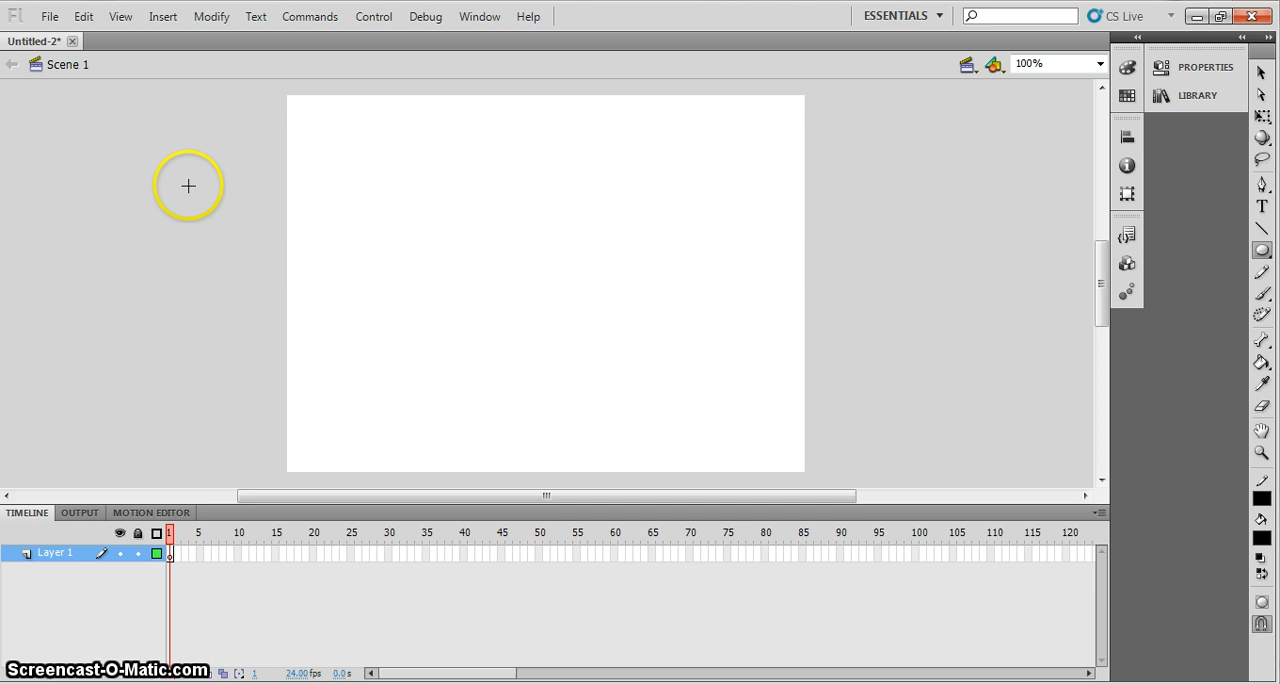 Fl File Edit View Insert Modify Text Commands Control Debug Window Help ESSENTIALS CS Live
Untitled-2*
Scene 1 100%
PROPERTIES
LIBRARY
T
TIMELINE OUTPUT MOTION EDITOR
1 5 10 15 20 25 30 35 40 45 50 55 60 65 70 75 80 85 90 95 100 105 110 115 120
Layer 1
1 24.00 fps 0.0 s
Screencast-O-Matic.com